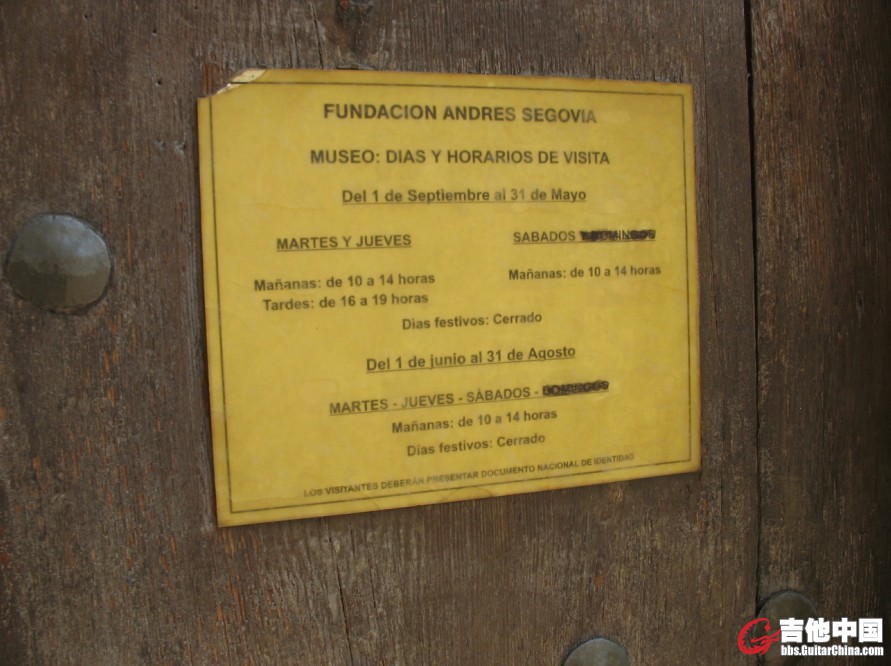 FUNDACION ANDRES SEGOVIA
MUSEO: DIAS Y HORARIOS DE VISITA
Del 1 de Septiembre al 31 de Mayo
MARTES Y JUEVES
Mañanas: de 10 a 14 horas
Tardes: de 16 a 19 horas
SABADOS Y DOMINGOS
Mañanas: de 10 a 14 horas
Dias festivos: Cerrado
Del 1 de junio al 31 de Agosto
MARTES - JUEVES - SÁBADOS - DOMINGOS
Mañanas: de 10 a 14 horas
Días festivos: Cerrado
LOS VISITANTES DEBERÁN PRESENTAR DOCUMENTO NACIONAL DE IDENTIDAD
吉他中国
bbs.GuitarChina.com